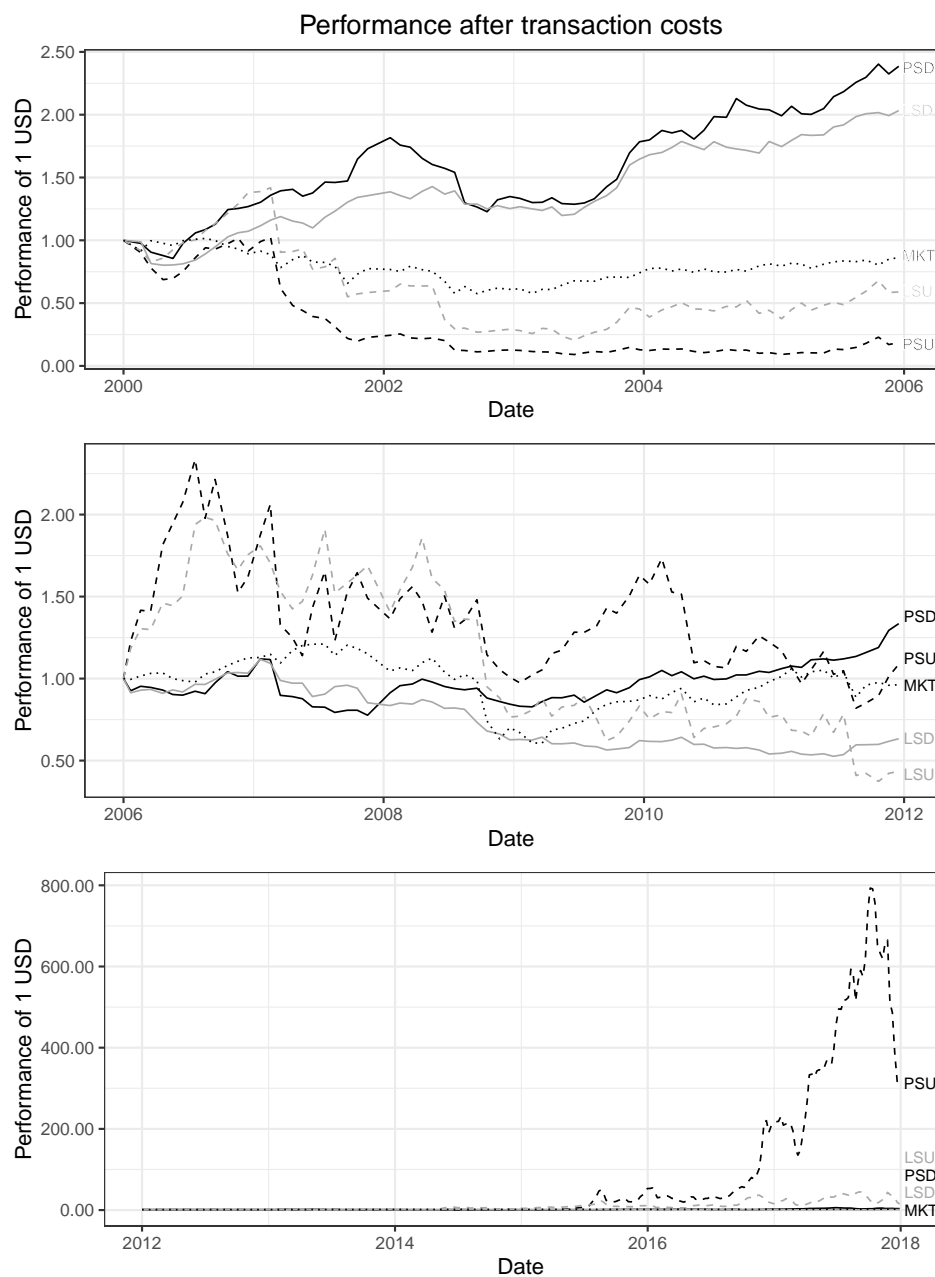 Performance after transaction costs
2.50
2.00
1.50
1.00
0.50
0.00
Performance of 1 USD
PSD
LSD
MKT
LSU
PSU
2000
2002
2004
2006
Date
2.00
1.50
1.00
0.50
Performance of 1 USD
PSD
PSU
MKT
LSD
LSU
2006
2008
2010
2012
Date
800.00
600.00
400.00
200.00
0.00
Performance of 1 USD
PSU
LSU
PSD
LSD
MKT
2012
2014
2016
2018
Date